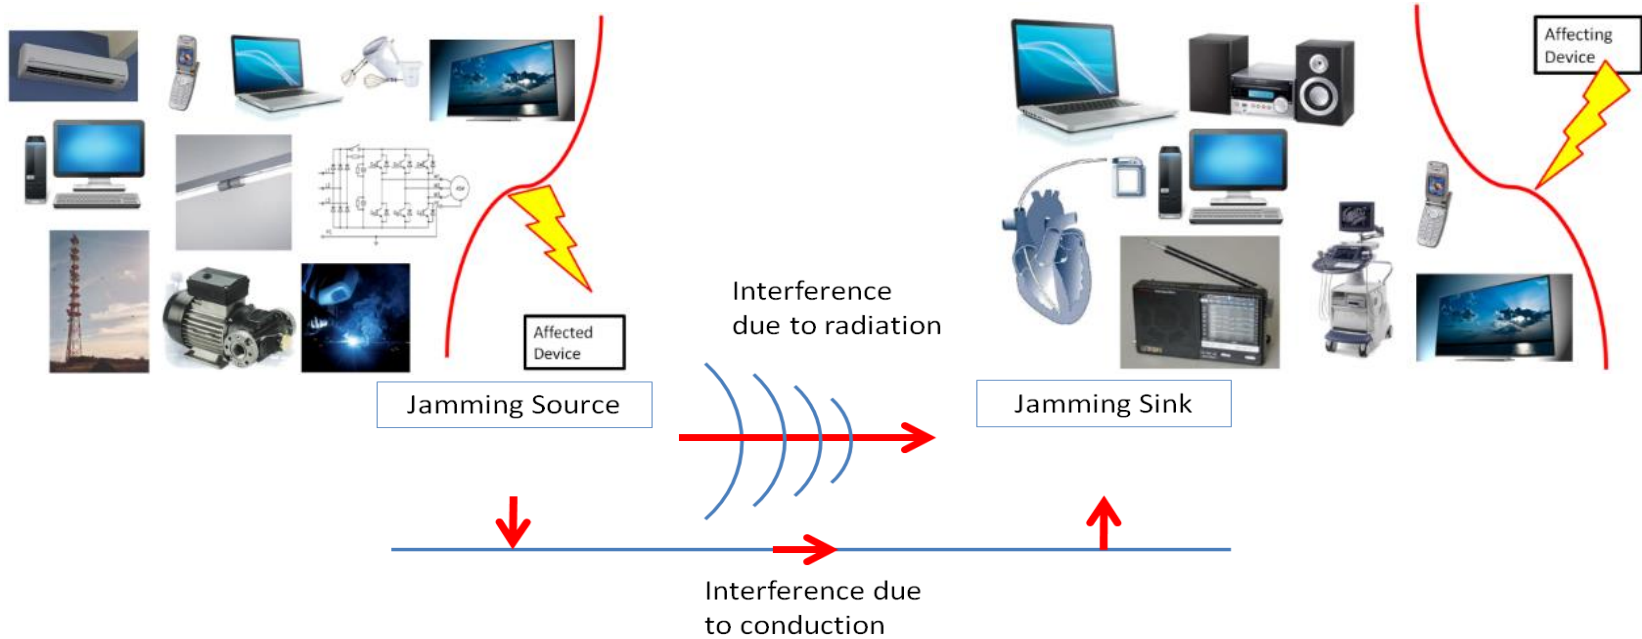 Affecting
Device
Interference
due to radiation
Affected
Device
Jamming Source
Jamming Sink
Interference due
to conduction